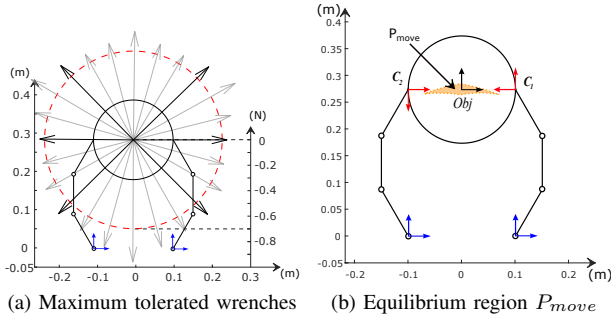 (m)
0.4
0.3
0.2
0.1
0
-0.05
-0.2
-0.1
0
0.1
0.2
0.3
(m)
(N)
0
-0.2
-0.4
-0.6
-0.8
(a) Maximum tolerated wrenches
(m)
0.4
0.35
0.3
0.25
0.2
0.15
0.1
0.05
0
-0.05
-0.2
-0.1
0
0.1
0.2
(m)
P_move
C_2
C_1
Obj
(b) Equilibrium region P_move